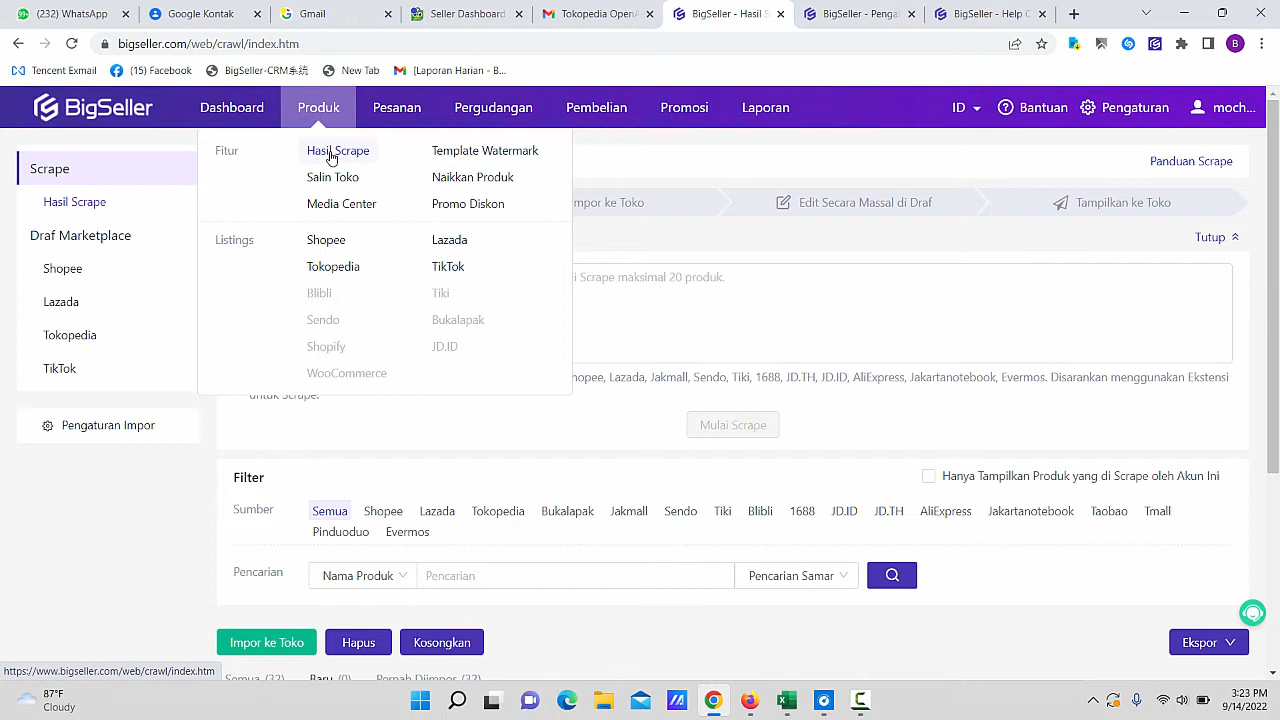 (232) WhatsApp
Google Kontak
Gmail
Seller Dashboard
Tokopedia OpenA
BigSeller - Hasil S
BigSeller - Pengat
BigSeller - Help C
bigseller.com/web/crawl/index.htm
Tencent Exmail
(15) Facebook
BigSeller-CRM系统
New Tab
[Laporan Harian - B...
BigSeller
Dashboard
Produk
Pesanan
Pergudangan
Pembelian
Promosi
Laporan
ID
Bantuan
Pengaturan
moch...
Scrape
Hasil Scrape
Draf Marketplace
Shopee
Lazada
Tokopedia
TikTok
Pengaturan Impor
Fitur
Hasil Scrape
Template Watermark
Salin Toko
Naikkan Produk
Media Center
Promo Diskon
Listings
Shopee
Lazada
Tokopedia
TikTok
Blibli
Tiki
Sendo
Bukalapak
Shopify
JD.ID
WooCommerce
Panduan Scrape
mpor ke Toko
Edit Secara Massal di Draf
Tampilkan ke Toko
Tutup
i Scrape maksimal 20 produk.
hopee, Lazada, Jakmall, Sendo, Tiki, 1688, JD.TH, JD.ID, AliExpress, Jakartanotebook, Evermos. Disarankan menggunakan Ekstensi
untuk Scrape.
Mulai Scrape
Filter
Hanya Tampilkan Produk yang di Scrape oleh Akun Ini
Sumber
Semua Shopee Lazada Tokopedia Bukalapak Jakmall Sendo Tiki Blibli 1688 JD.ID JD.TH AliExpress Jakartanotebook Taobao Tmall
Pinduoduo Evermos
Pencarian
Nama Produk
Pencarian
Pencarian Samar
Impor ke Toko
Hapus
Kosongkan
Ekspor
https://www.bigseller.com/web/crawl/index.htm
Semua (32)
Baru (0)
Pernah Diimpor (32)
87°F
Cloudy
3:23 PM
9/14/2022
B